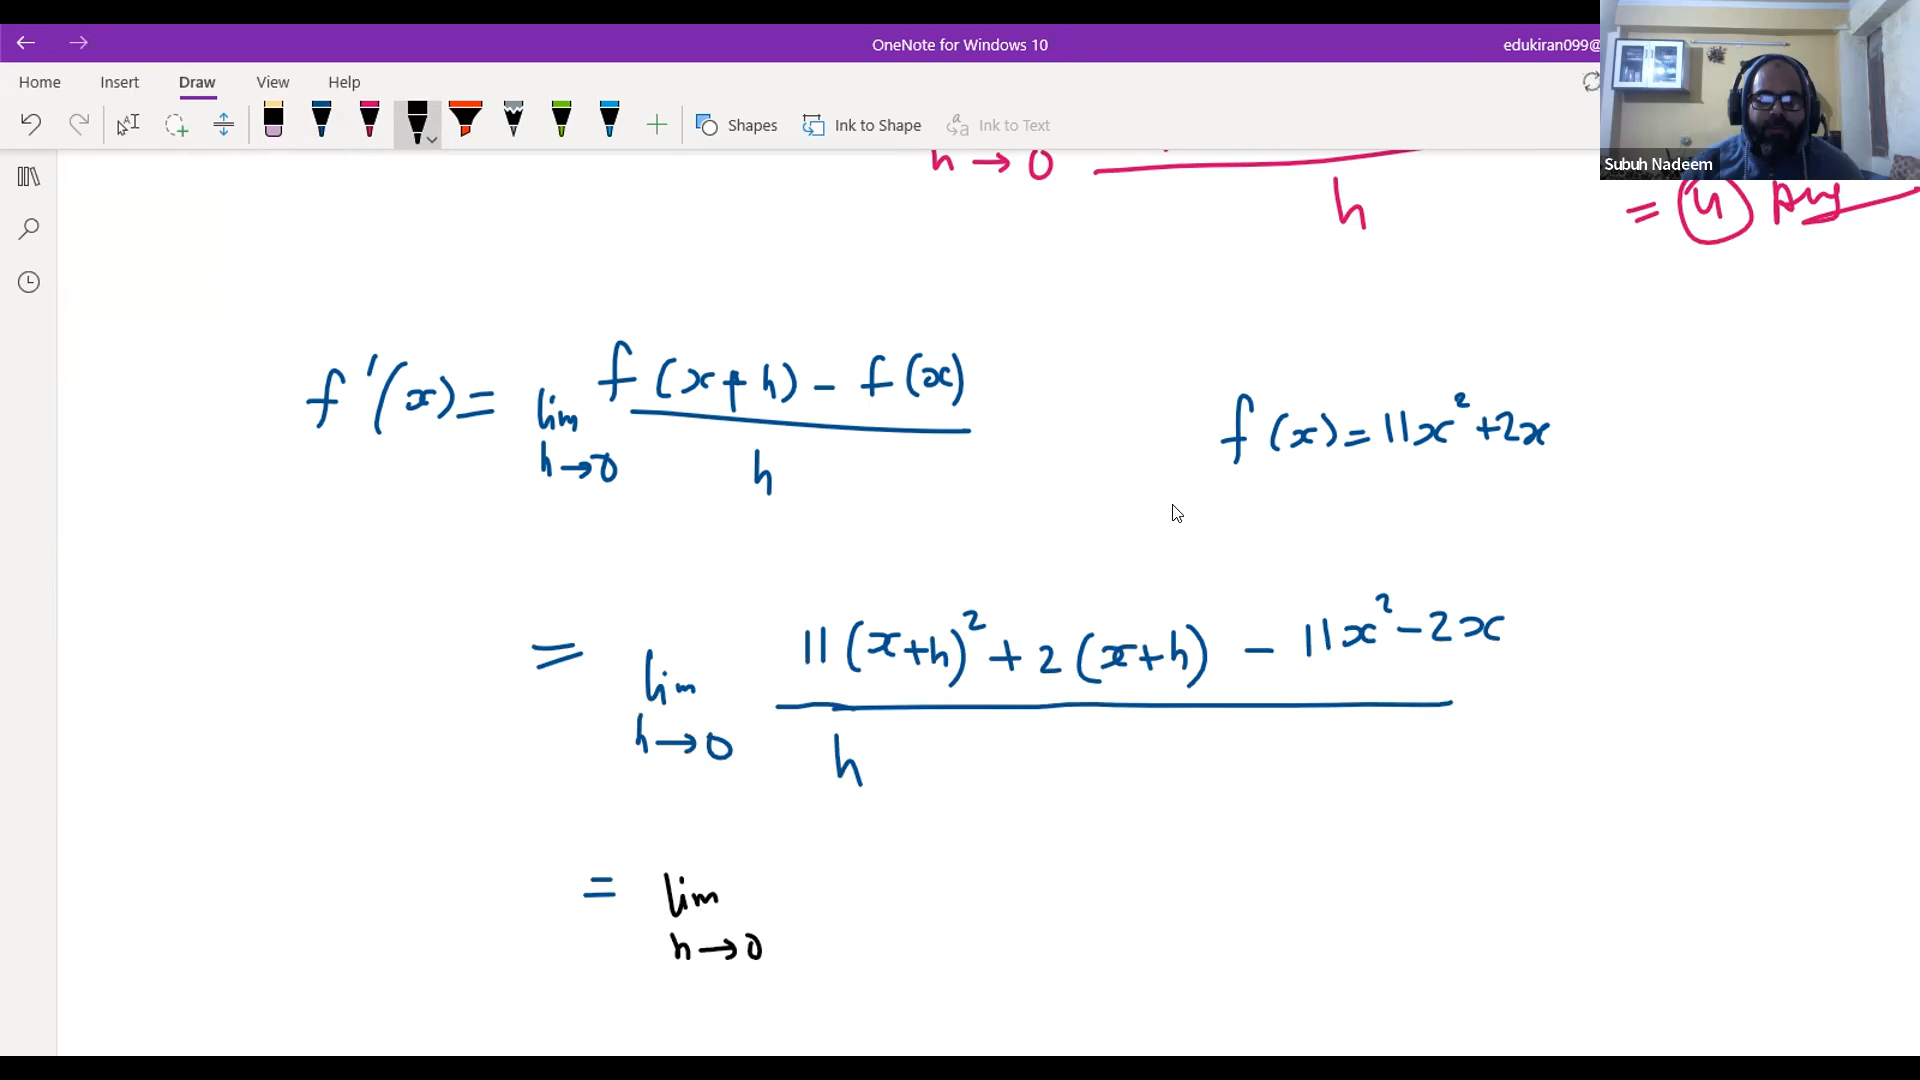 OneNote for Windows 10
edukiran099@
Home Insert Draw View Help
Shapes Ink to Shape Ink to Text
Subuh Nadeem
h → 0
h
= 4 Ans
f'(x) = lim h→0 f(x+h) - f(x) / h
f(x) = 11x² + 2x
= lim h→0 11(x+h)² + 2(x+h) - 11x² - 2x / h
= lim h→0